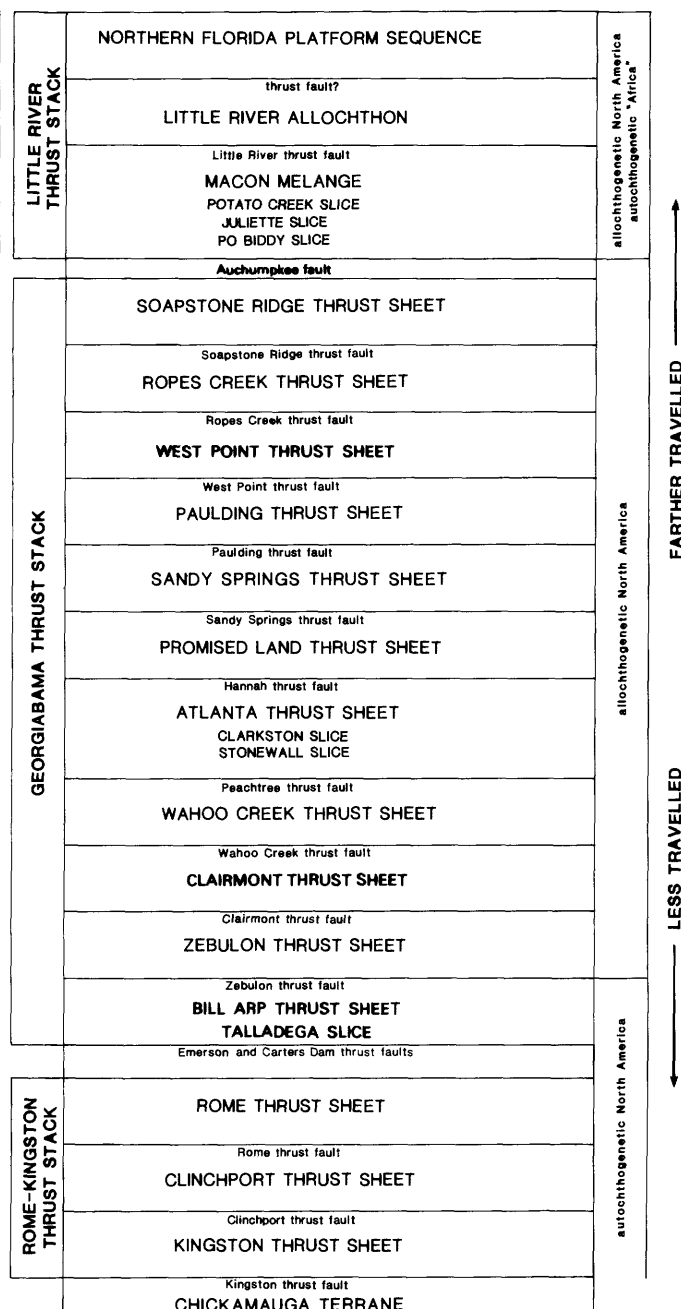 LITTLE RIVER
THRUST STACK
NORTHERN FLORIDA PLATFORM SEQUENCE
thrust fault?
LITTLE RIVER ALLOCHTHON
Little River thrust fault
MACON MELANGE
POTATO CREEK SLICE
JULIETTE SLICE
PO BIDDY SLICE
allochthogenetic North America
autochthogenetic "Africa"
Auchumpkee fault
GEORGIABAMA THRUST STACK
SOAPSTONE RIDGE THRUST SHEET
Soapstone Ridge thrust fault
ROPES CREEK THRUST SHEET
Ropes Creek thrust fault
WEST POINT THRUST SHEET
West Point thrust fault
PAULDING THRUST SHEET
Paulding thrust fault
SANDY SPRINGS THRUST SHEET
Sandy Springs thrust fault
PROMISED LAND THRUST SHEET
Hannah thrust fault
ATLANTA THRUST SHEET
CLARKSTON SLICE
STONEWALL SLICE
Peachtree thrust fault
WAHOO CREEK THRUST SHEET
Wahoo Creek thrust fault
CLAIRMONT THRUST SHEET
Clairmont thrust fault
ZEBULON THRUST SHEET
allochthogenetic North America
Zebulon thrust fault
BILL ARP THRUST SHEET
TALLADEGA SLICE
Emerson and Carters Dam thrust faults
ROME-KINGSTON
THRUST STACK
ROME THRUST SHEET
Rome thrust fault
CLINCHPORT THRUST SHEET
Clinchport thrust fault
KINGSTON THRUST SHEET
Kingston thrust fault
CHICKAMAUGA TERRANE
autochthogenetic North America
FARTHER TRAVELLED
LESS TRAVELLED